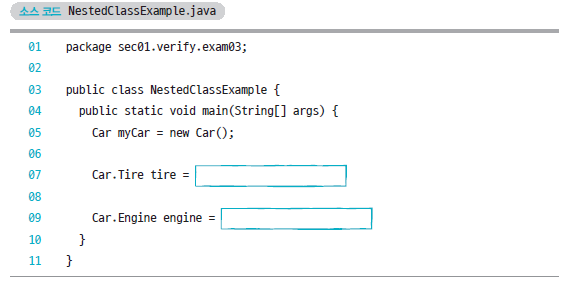 소스 코드 NestedClassExample.java
01 package sec01.verify.exam03;
02
03 public class NestedClassExample {
04 public static void main(String[] args) {
05 Car myCar = new Car();
06
07 Car.Tire tire =
08
09 Car.Engine engine =
10 }
11 }